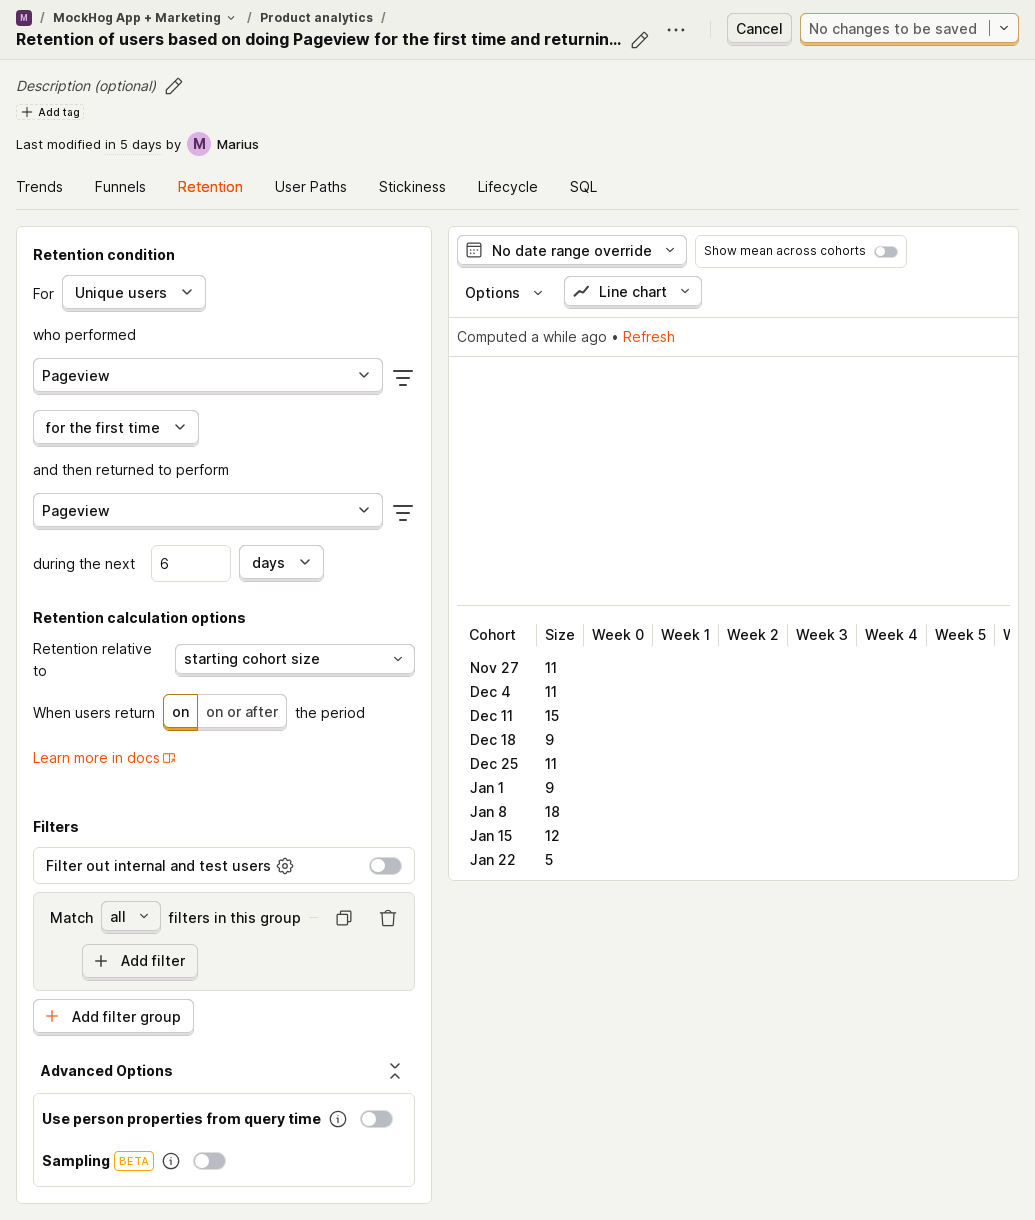 M / MockHog App + Marketing / Product analytics /
Retention of users based on doing Pageview for the first time and returnin...
Cancel
No changes to be saved
Description (optional)
Add tag
Last modified in 5 days by M Marius
Trends Funnels Retention User Paths Stickiness Lifecycle SQL
Retention condition
For Unique users
who performed
Pageview
for the first time
and then returned to perform
Pageview
during the next 6 days
Retention calculation options
Retention relative
to
starting cohort size
When users return on on or after the period
Learn more in docs
Filters
Filter out internal and test users
Match all filters in this group
Add filter
Add filter group
Advanced Options
Use person properties from query time
Sampling BETA
No date range override
Show mean across cohorts
Options
Line chart
Computed a while ago • Refresh
Cohort Size Week 0 Week 1 Week 2 Week 3 Week 4 Week 5
Nov 27 11
Dec 4 11
Dec 11 15
Dec 18 9
Dec 25 11
Jan 1 9
Jan 8 18
Jan 15 12
Jan 22 5